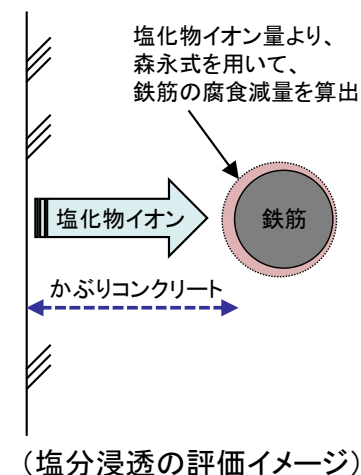 塩化物イオン量より、
森永式を用いて、
鉄筋の腐食減量を算出
塩化物イオン
鉄筋
かぶりコンクリート
（塩分浸透の評価イメージ）